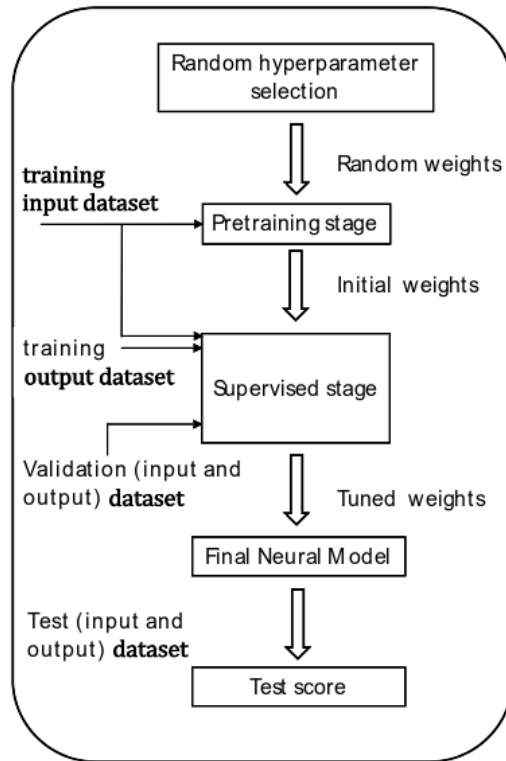 Random hyperparameter
selection
Random weights
training
input dataset
Pretraining stage
Initial weights
training
output dataset
Supervised stage
Validation (input and
output) dataset
Tuned weights
Final Neural Model
Test (input and
output) dataset
Test score